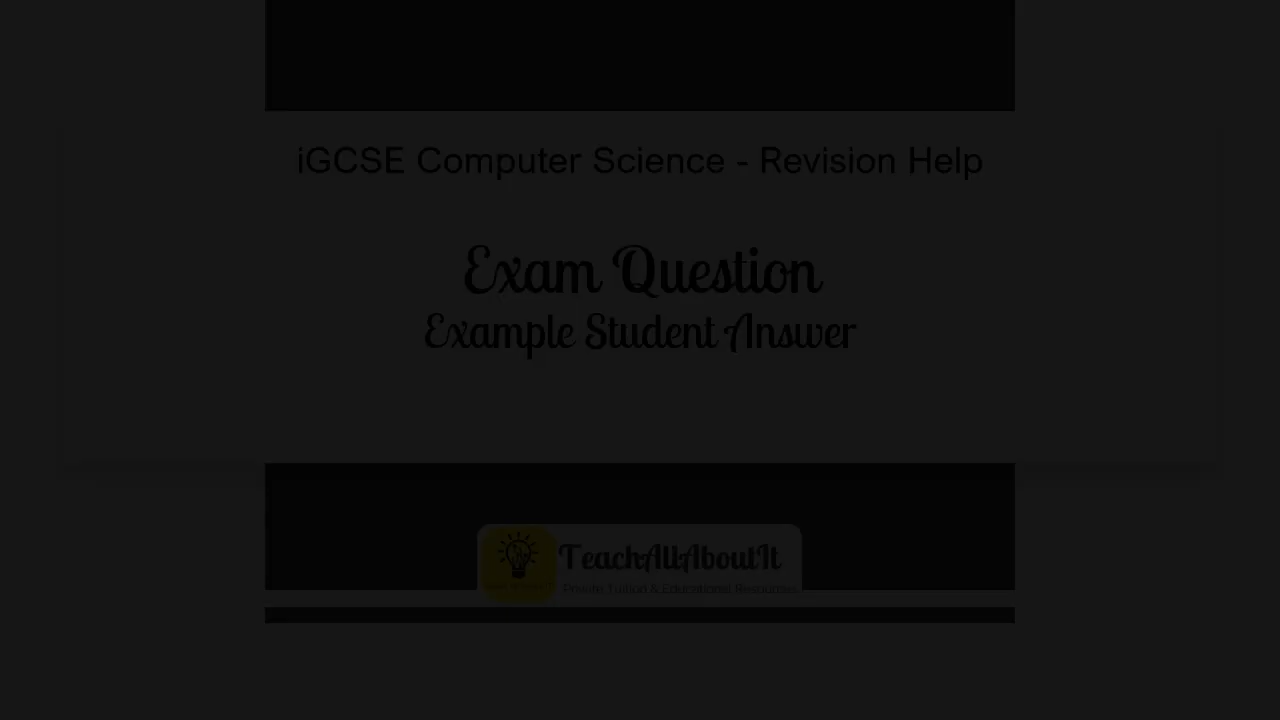 iGCSE Computer Science - Revision Help
Exam Question
Example Student Answer
TeachAllAboutIt
Private Tuition & Educational Resources